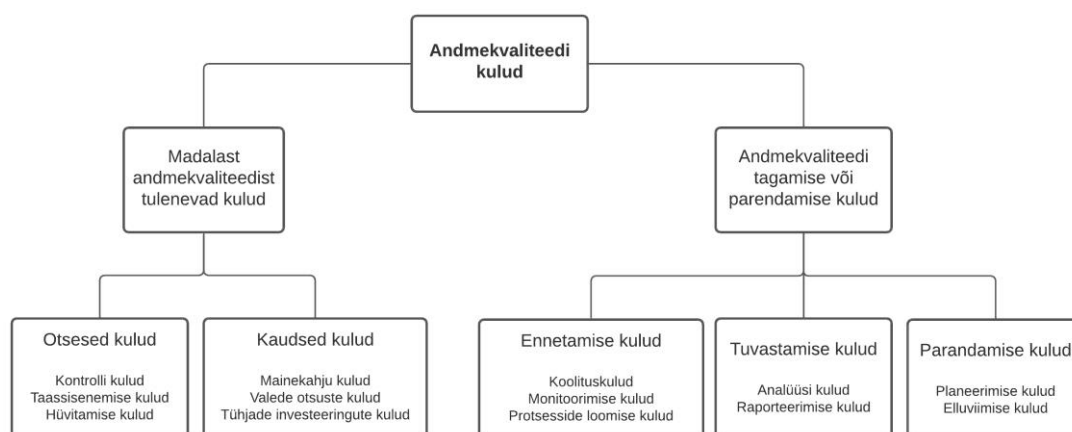 Andmekvaliteedi
kulud
Madalast
andmekvaliteedist
tulenevad kulud
Andmekvaliteedi
tagamise või
parendamise kulud
Otsesed kulud
Kontrolli kulud
Taassisenemise kulud
Hüvitamise kulud
Kaudsed kulud
Mainekahju kulud
Valede otsuste kulud
Tühjade investeeringute kulud
Ennetamise kulud
Koolituskulud
Monitoorimise kulud
Protsesside loomise kulud
Tuvastamise kulud
Analüüsi kulud
Raporteerimise kulud
Parandamise kulud
Planeerimise kulud
Elluviimise kulud